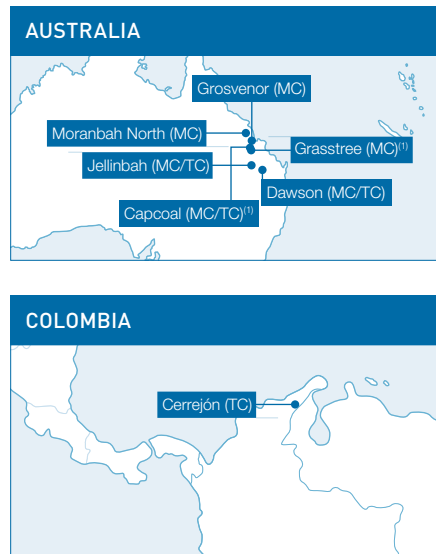 AUSTRALIA
Grosvenor (MC)
Moranbah North (MC)
Grasstree (MC)(1)
Jellinbah (MC/TC)
Dawson (MC/TC)
Capcoal (MC/TC)(1)
COLOMBIA
Cerrejón (TC)